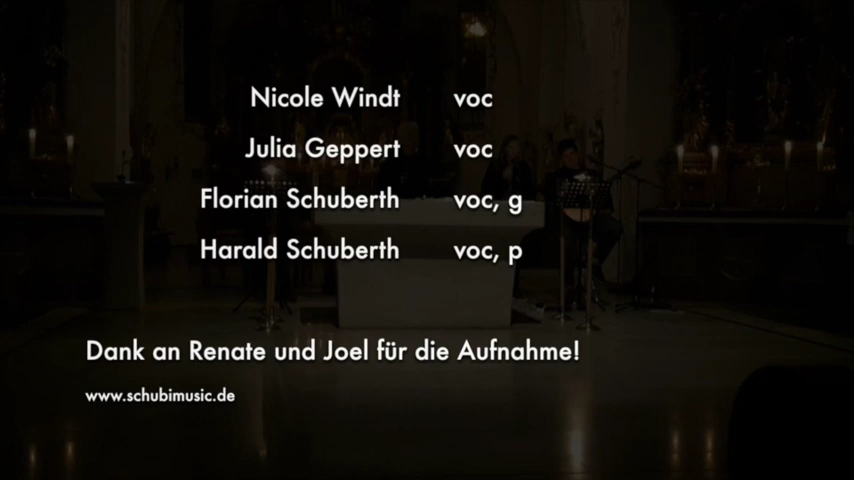 Nicole Windt voc
Julia Geppert voc
Florian Schuberth voc, g
Harald Schuberth voc, p
Dank an Renate und Joel für die Aufnahme!
www.schubimusic.de